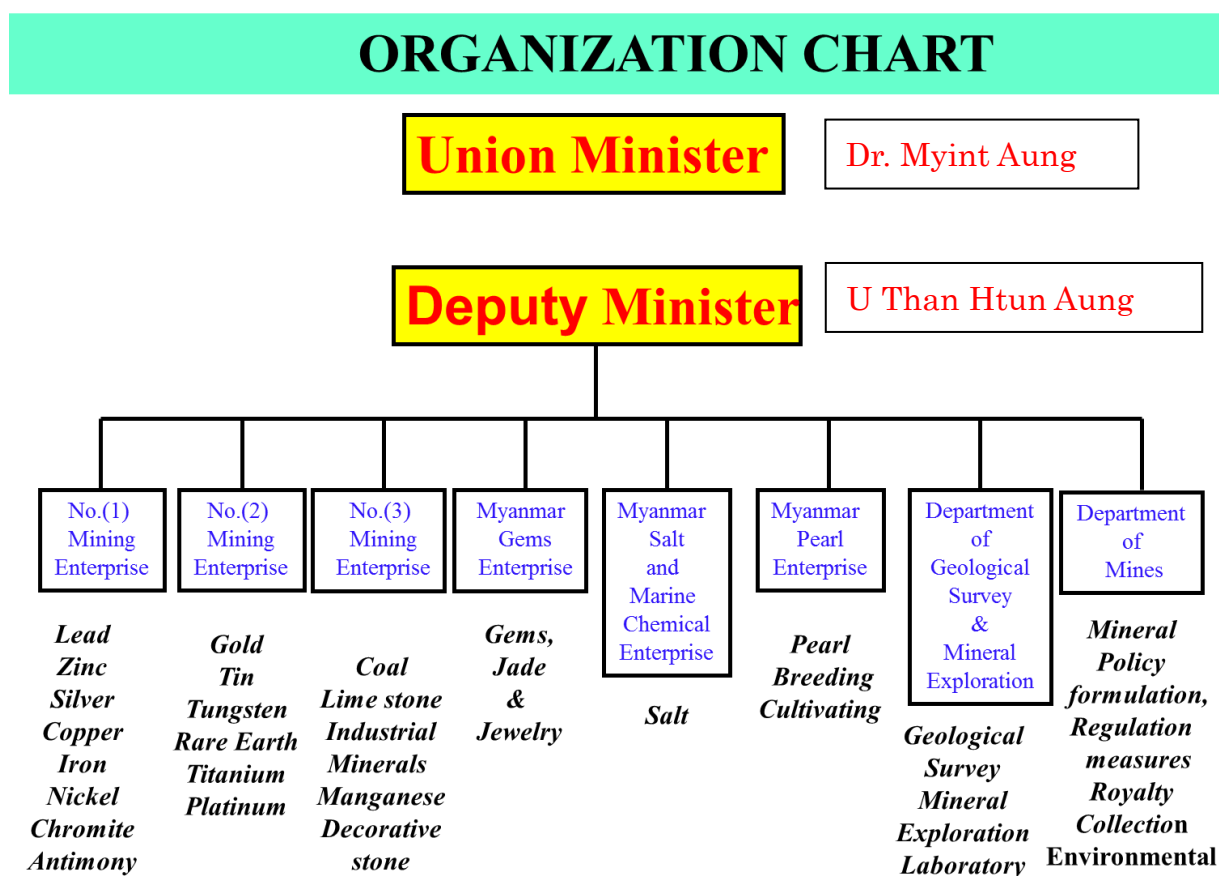 ORGANIZATION CHART
Union Minister
Dr. Myint Aung
Deputy Minister
U Than Htun Aung
No.(1)
Mining
Enterprise
Lead
Zinc
Silver
Copper
Iron
Nickel
Chromite
Antimony
No.(2)
Mining
Enterprise
Gold
Tin
Tungsten
Rare Earth
Titanium
Platinum
No.(3)
Mining
Enterprise
Coal
Lime stone
Industrial
Minerals
Manganese
Decorative
stone
Myanmar
Gems
Enterprise
Gems,
Jade
&
Jewelry
Myanmar
Salt
and
Marine
Chemical
Enterprise
Salt
Myanmar
Pearl
Enterprise
Pearl
Breeding
Cultivating
Department
of
Geological
Survey
&
Mineral
Exploration
Geological
Survey
Mineral
Exploration
Laboratory
Department
of
Mines
Mineral
Policy
formulation,
Regulation
measures
Royalty
Collection
Environmental